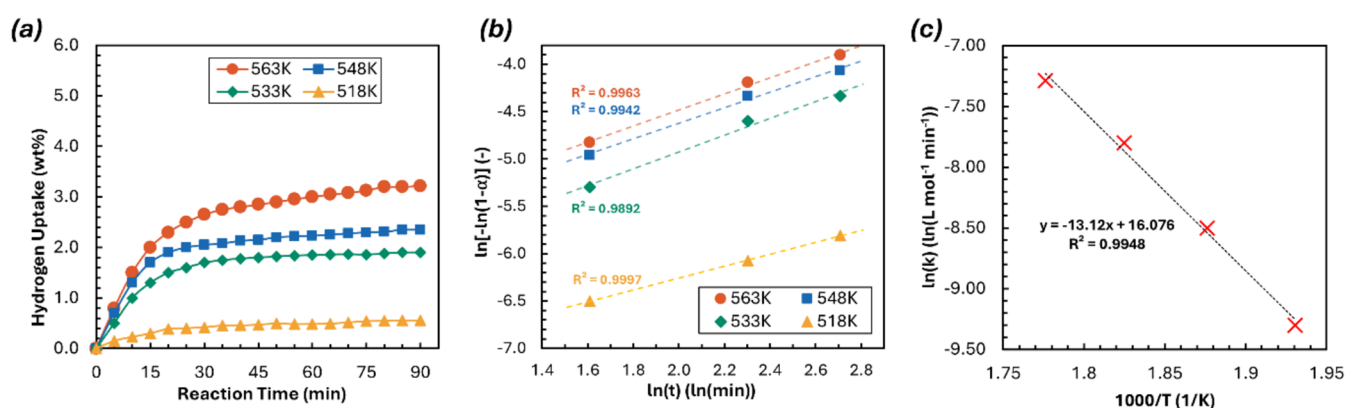 (a)
Hydrogen Uptake (wt%)
6.0
5.0
4.0
3.0
2.0
1.0
0.0
563K
548K
533K
518K
0 15 30 45 60 75 90
Reaction Time (min)
(b)
ln[-ln(1-α)] (-)
-4.0
-4.5
-5.0
-5.5
-6.0
-6.5
-7.0
R² = 0.9963
R² = 0.9942
R² = 0.9892
R² = 0.9997
563K
548K
533K
518K
1.4 1.6 1.8 2.0 2.2 2.4 2.6 2.8
ln(t) (ln(min))
(c)
ln(k) (ln(L mol⁻¹ min⁻¹))
-7.00
-7.50
-8.00
-8.50
-9.00
-9.50
y = -13.12x + 16.076
R² = 0.9948
1.75 1.8 1.85 1.9 1.95
1000/T (1/K)